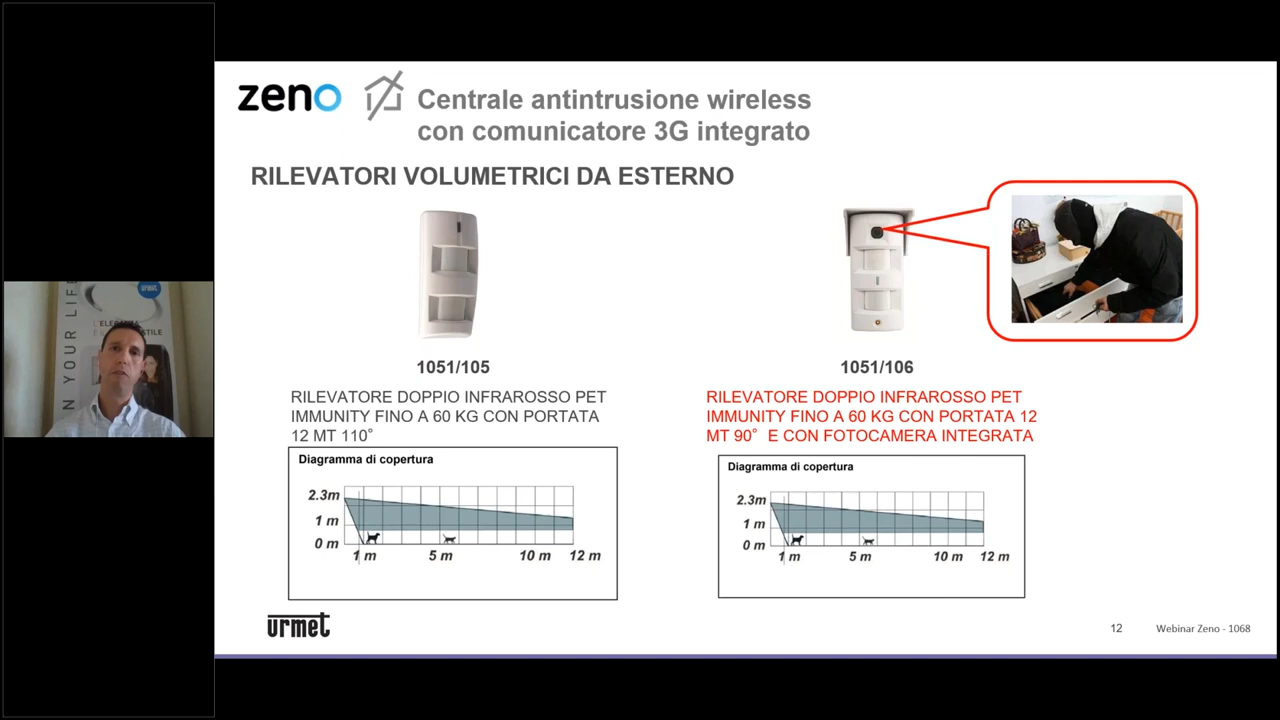 zeno
Centrale antintrusione wireless
con comunicatore 3G integrato
RILEVATORI VOLUMETRICI DA ESTERNO
1051/105
RILEVATORE DOPPIO INFRAROSSO PET
IMMUNITY FINO A 60 KG CON PORTATA
12 MT 110°
Diagramma di copertura
2.3m
1 m
0 m
1 m 5 m 10 m 12 m
1051/106
RILEVATORE DOPPIO INFRAROSSO PET
IMMUNITY FINO A 60 KG CON PORTATA 12
MT 90° E CON FOTOCAMERA INTEGRATA
Diagramma di copertura
2.3m
1 m
0 m
1 m 5 m 10 m 12 m
N YOUR LIFE
urmet
urmet
12
Webinar Zeno - 1068